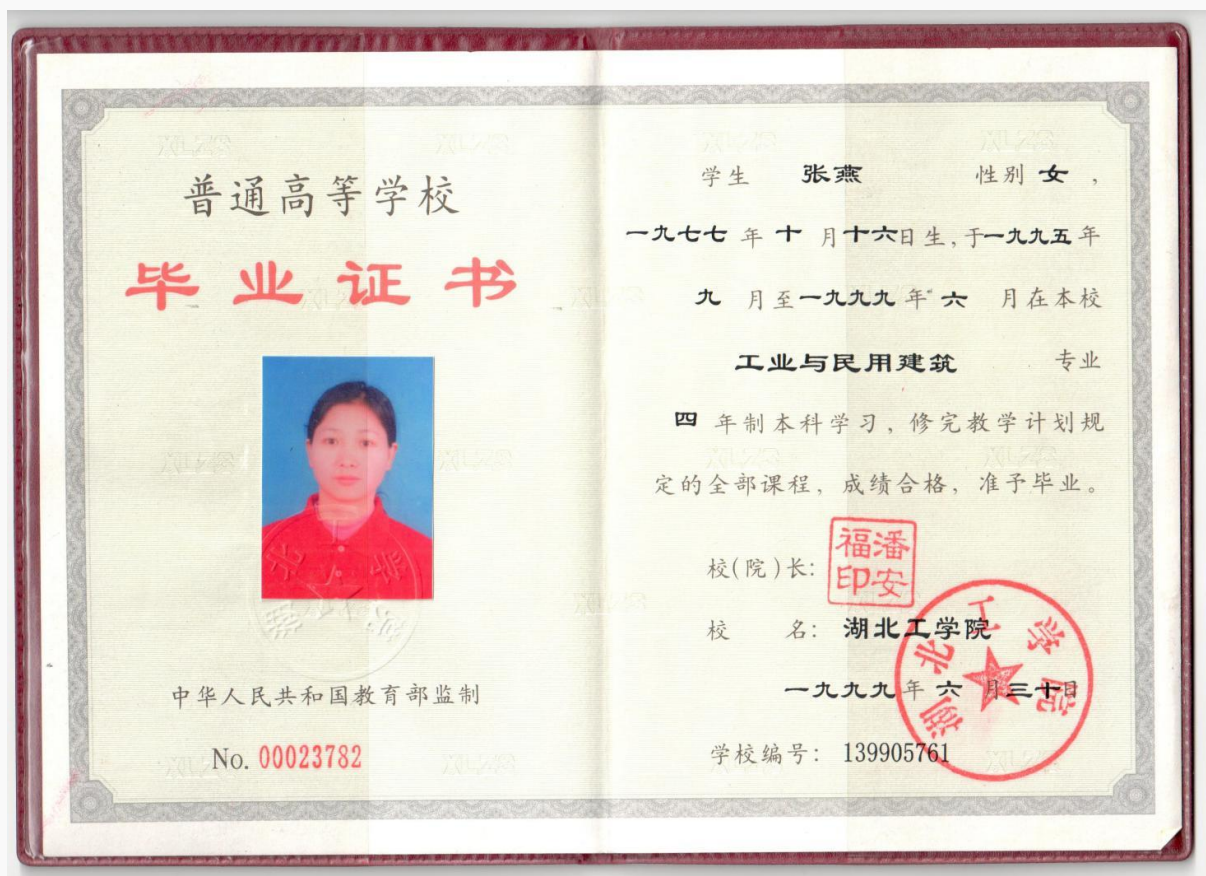 普通高等学校
毕业证书
中华人民共和国教育部监制
No. 00023782
学生 张燕 性别 女，
一九七七 年 十 月十六日生，于一九九五年
九 月至一九九九年 六 月在本校
工业与民用建筑 专业
四 年制本科学习，修完教学计划规
定的全部课程，成绩合格，准予毕业。
校(院)长：
潘安福印
校 名：湖北工学院
一九九九年 六 月三十日
学校编号：139905761
湖北工学院